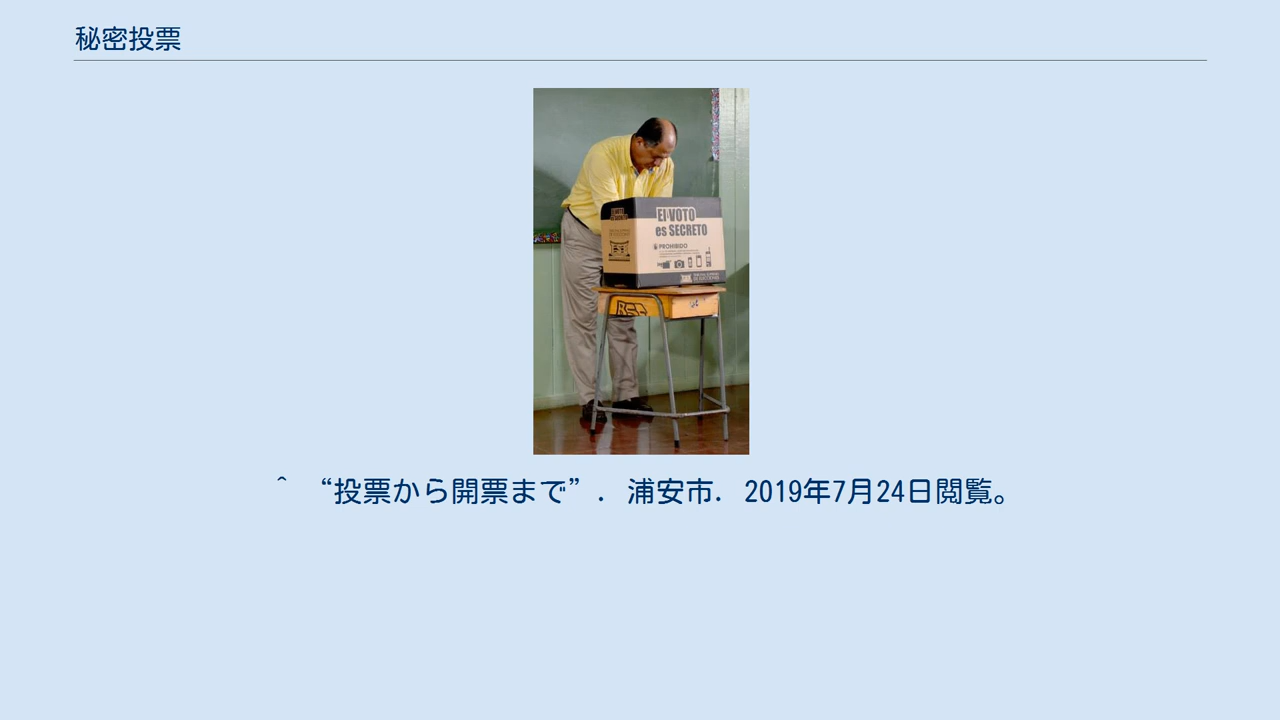 秘密投票
El VOTO
es SECRETO
PROHIBIDO
^ “投票から開票まで”. 浦安市. 2019年7月24日閲覧。